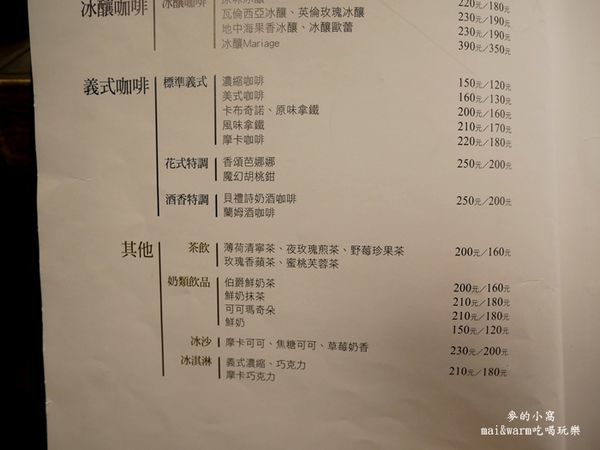 220元/180元
冰釀咖啡 冰釀咖啡
瓦倫西亞冰釀、英倫玫瑰冰釀 230元/190元
地中海果香冰釀、冰釀歐蕾 230元/190元
冰釀Mariage 390元/350元
義式咖啡 標準義式 濃縮咖啡 150元/120元
美式咖啡 160元/130元
卡布奇諾、原味拿鐵 200元/160元
風味拿鐵 210元/170元
摩卡咖啡 220元/180元
花式特調 香頌芭娜娜 250元/200元
魔幻胡桃鉗
酒香特調 貝禮詩奶酒咖啡 250元/200元
蘭姆酒咖啡
其他 茶飲 薄荷清寧茶、夜玫瑰煎茶、野莓珍果茶 200元/160元
玫瑰香蘋茶、蜜桃芙蓉茶
奶類飲品 伯爵鮮奶茶 200元/160元
鮮奶抹茶 210元/180元
可可瑪奇朵 210元/180元
鮮奶 150元/120元
冰沙 摩卡可可、焦糖可可、草莓奶香 230元/200元
冰淇淋 義式濃縮、巧克力 210元/180元
摩卡巧克力
麥的小窩
mai&warm吃喝玩樂